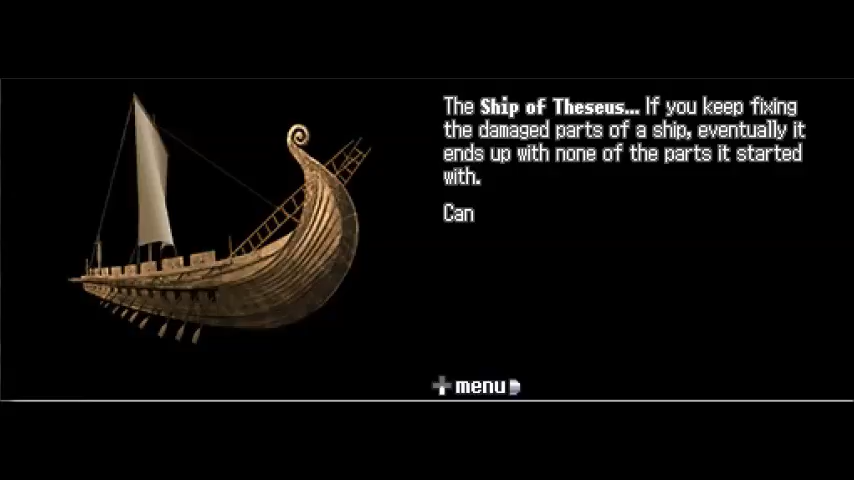 The Ship of Theseus... If you keep fixing
the damaged parts of a ship, eventually it
ends up with none of the parts it started
with.
Can
menu